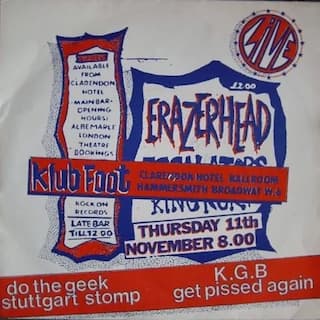 LIVE
TICKETS
AVAILABLE
FROM
CLARENDON
HOTEL
MAIN BAR-
OPENING
HOURS!
ALBEMARLE
LONDON
THEATRE
BOOKINGS
ROCK ON
RECORDS
LATE BAR
TILL 12.00
£2.00
ERAZERHEAD
ESCALATORS
KING KURT
Klub Foot
CLARENDON HOTEL BALLROOM
HAMMERSMITH BROADWAY W.6
THURSDAY 11th
NOVEMBER 8.00
do the geek
stuttgart stomp
K.G.B
get pissed again